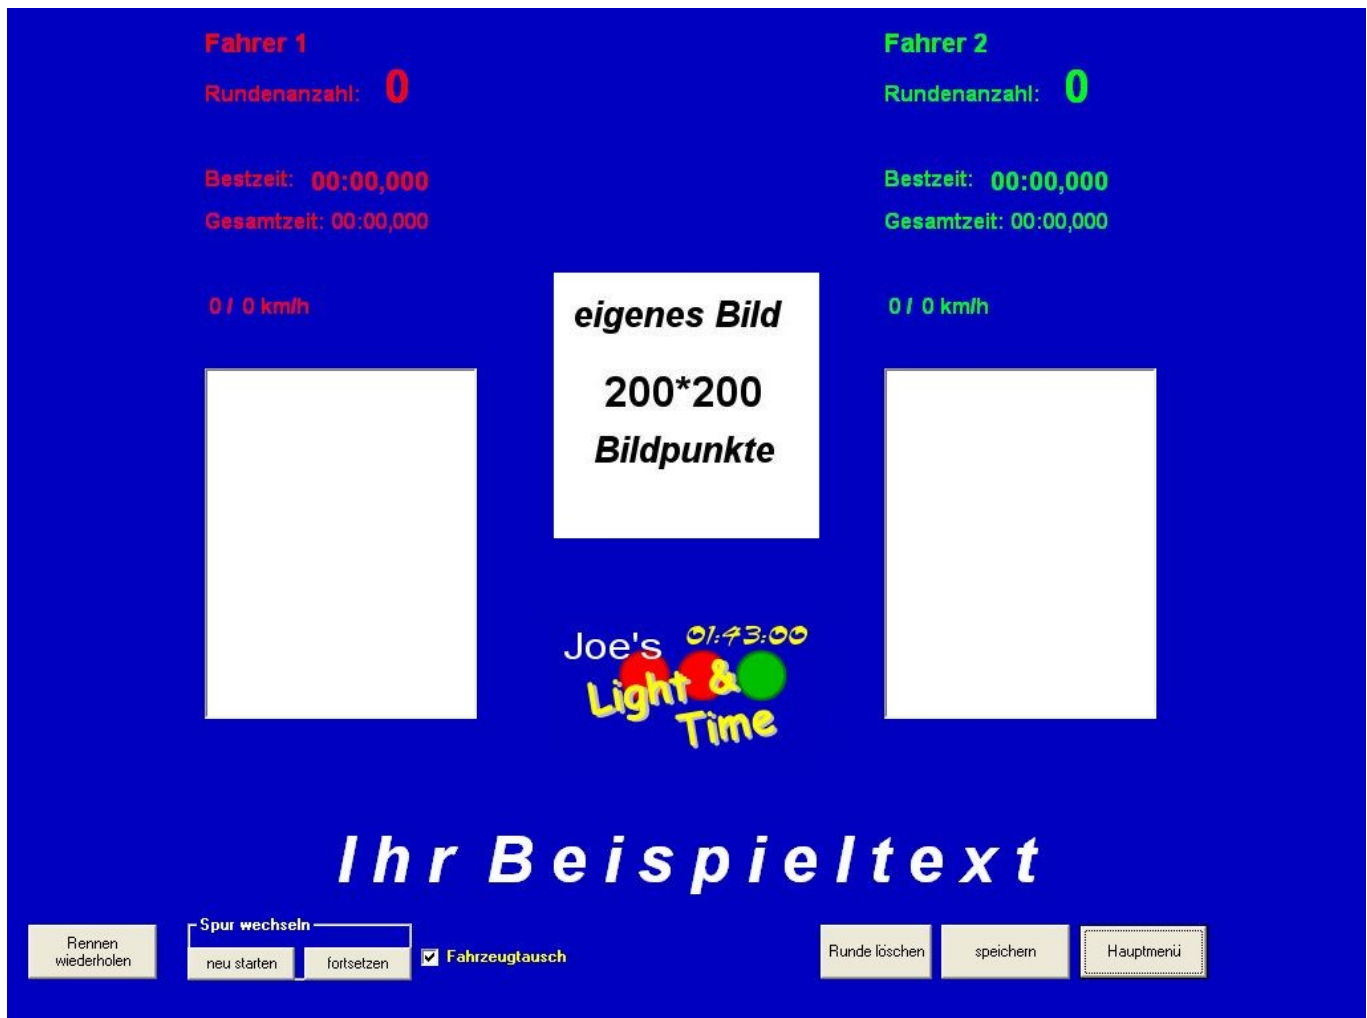 Fahrer 1
Rundenanzahl: 0
Bestzeit: 00:00,000
Gesamtzeit: 00:00,000
0 / 0 km/h
Fahrer 2
Rundenanzahl: 0
Bestzeit: 00:00,000
Gesamtzeit: 00:00,000
0 / 0 km/h
eigenes Bild
200*200
Bildpunkte
Joe's 01:43:00
Light &
Time
Ihr Beispieltext
Rennen
wiederholen
Spur wechseln
neu starten fortsetzen
Fahrzeugtausch
Runde löschen
speichern
Hauptmenü